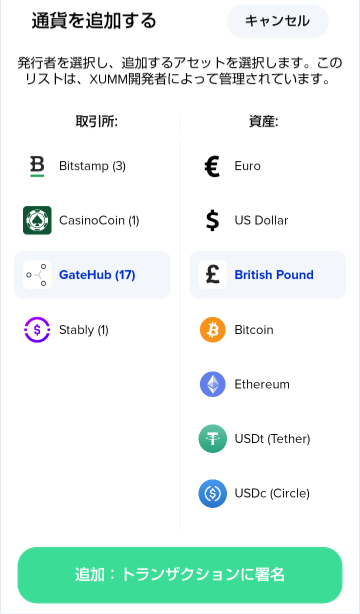 通貨を追加する
キャンセル
発行者を選択し、追加するアセットを選択します。この
リストは、XUMM開発者によって管理されています。
取引所:
資産:
Bitstamp (3)
CasinoCoin (1)
GateHub (17)
Stably (1)
Euro
US Dollar
British Pound
Bitcoin
Ethereum
USDt (Tether)
USDc (Circle)
追加：トランザクションに署名